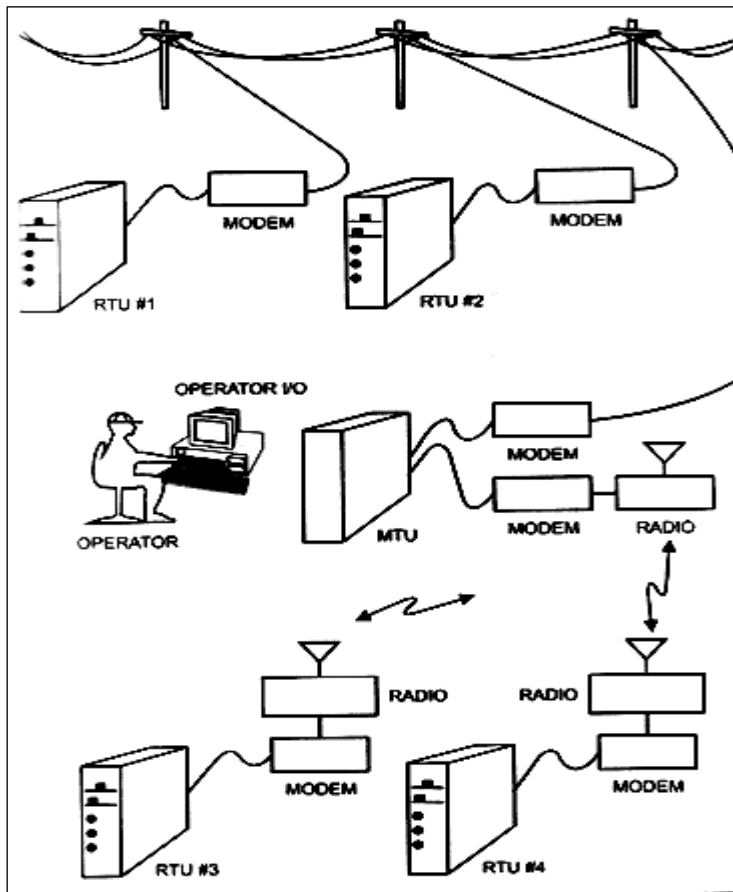 MODEM
MODEM
RTU #1
RTU #2
OPERATOR I/O
MODEM
OPERATOR
MTU
MODEM
RADIO
RADIO
RADIO
MODEM
MODEM
RTU #3
RTU #4